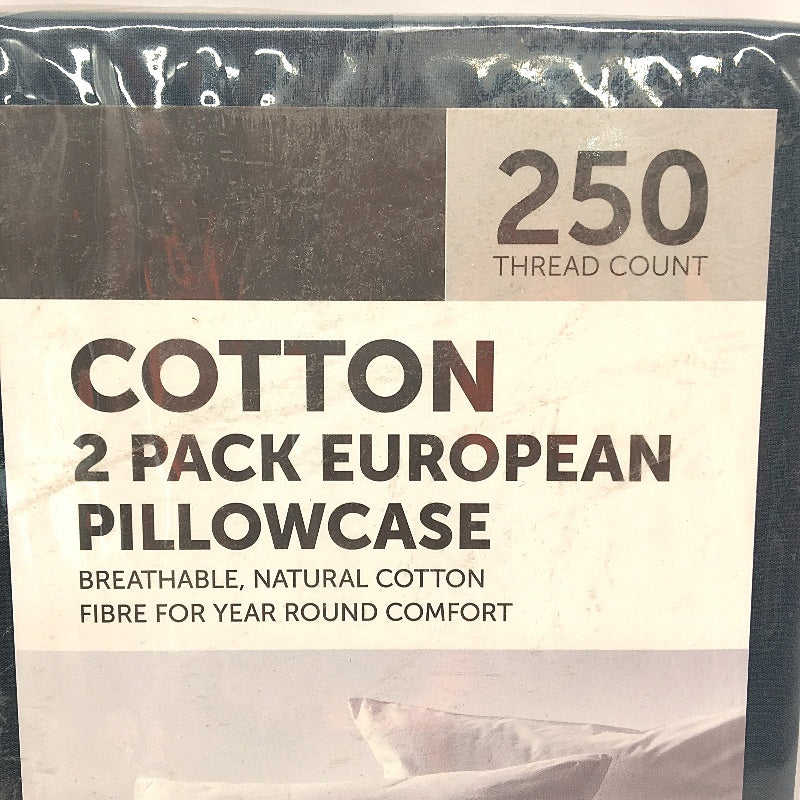 250
THREAD COUNT
COTTON
2 PACK EUROPEAN
PILLOWCASE
BREATHABLE, NATURAL COTTON
FIBRE FOR YEAR ROUND COMFORT